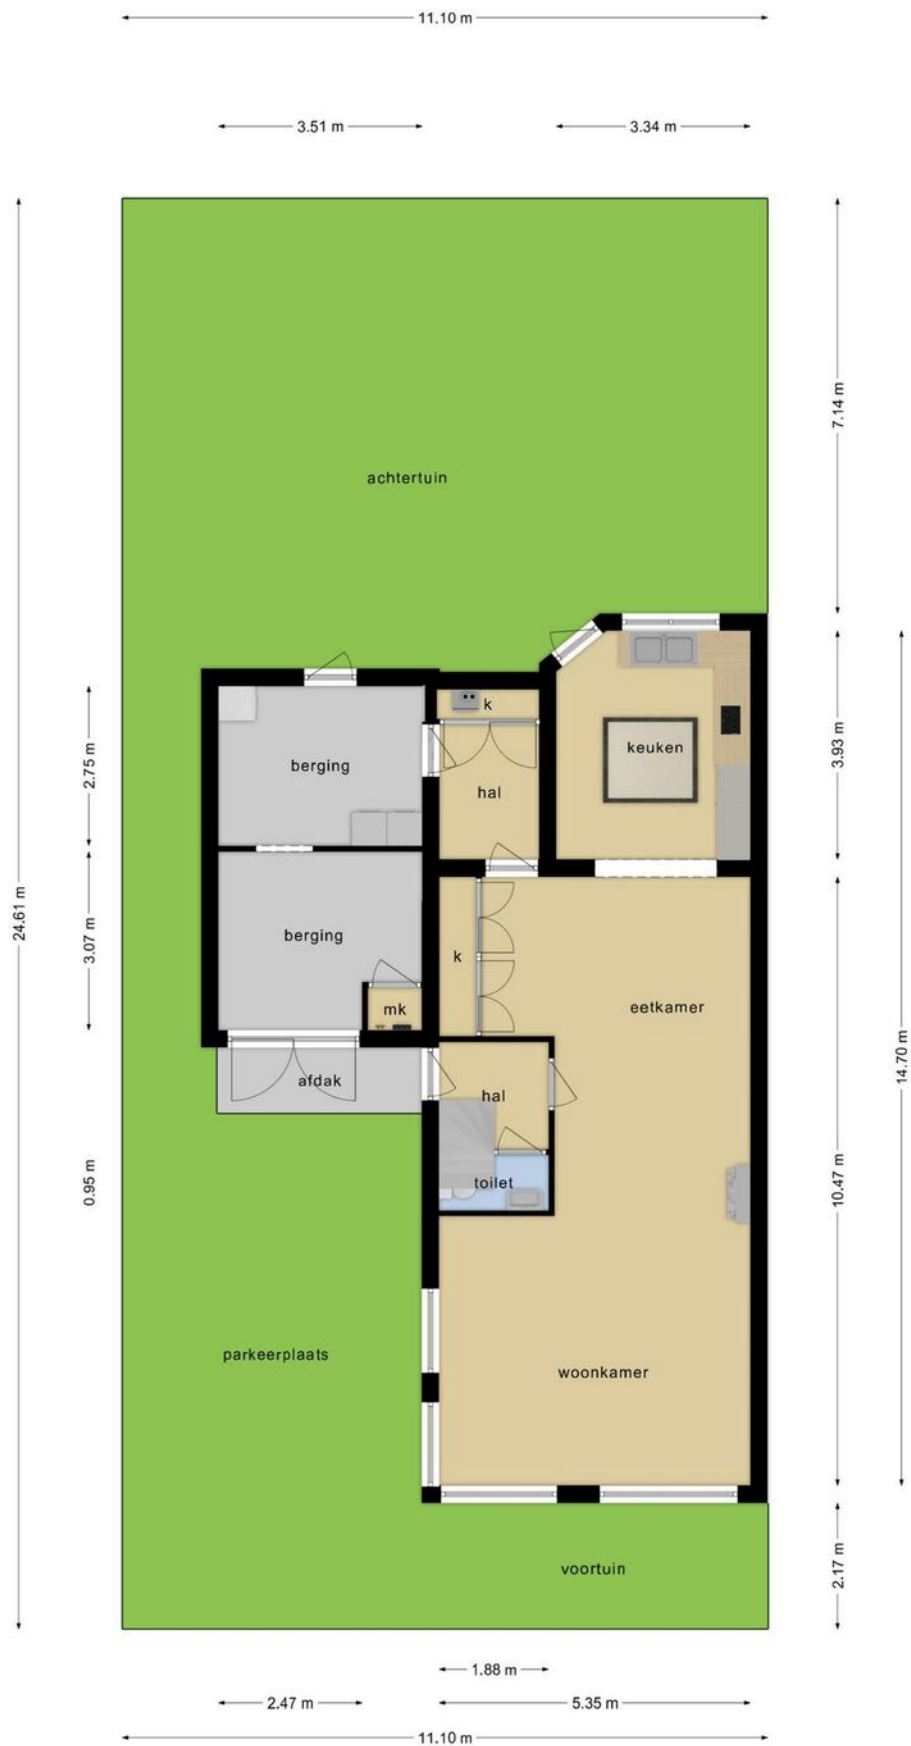 11.10 m
3.51 m
3.34 m
7.14 m
achtertuin
k
keuken
berging
hal
2.75 m
3.93 m
24.61 m
berging
3.07 m
k
eetkamer
mk
14.70 m
afdak
hal
0.95 m
toilet
10.47 m
parkeerplaats
woonkamer
voortuin
2.17 m
1.88 m
2.47 m
5.35 m
11.10 m